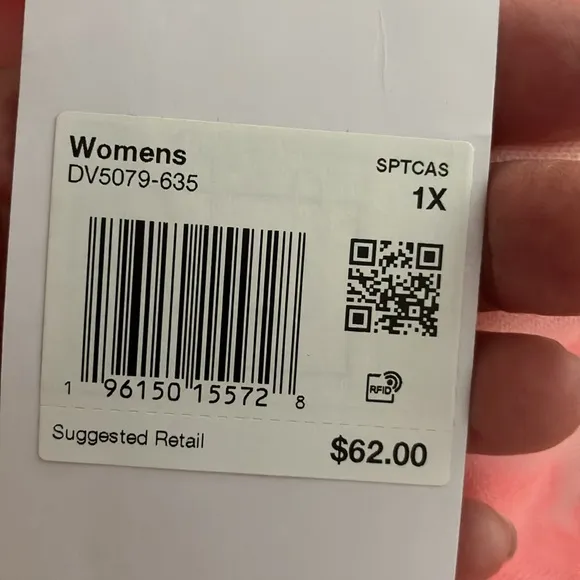 Womens
DV5079-635
SPTCAS
1X
RFID
1 96150 15572 8
Suggested Retail
$62.00